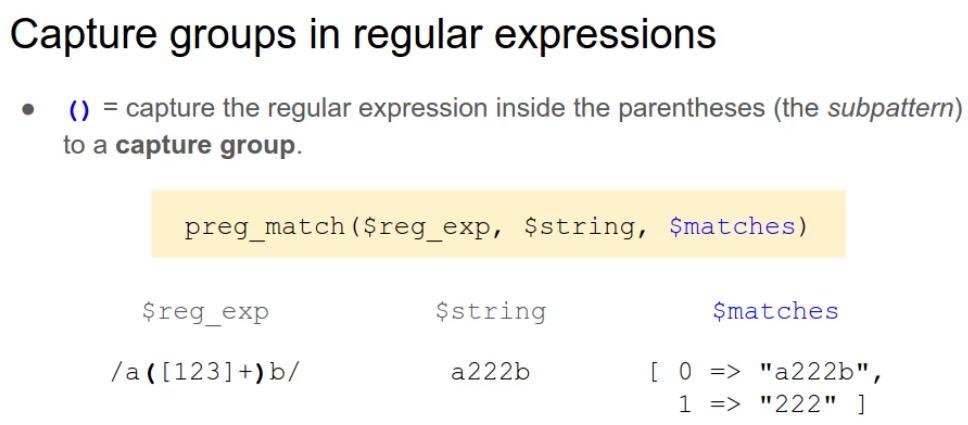 Capture groups in regular expressions
● () = capture the regular expression inside the parentheses (the subpattern)
to a capture group.
preg_match($reg_exp, $string, $matches)
$reg_exp $string $matches
/a([123]+)b/ a222b [ 0 => "a222b",
1 => "222" ]